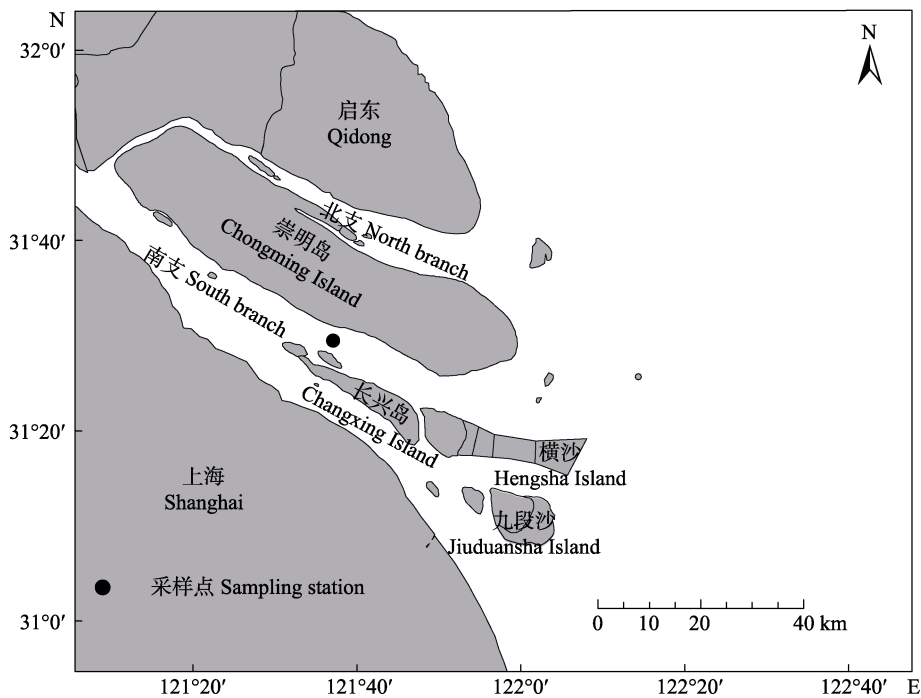 N
32°0′
31°40′
31°20′
31°0′
N
启东
Qidong
北支 North branch
崇明岛
Chongming Island
南支 South branch
长兴岛
Changxing Island
横沙
Hengsha Island
九段沙
Jiuduansha Island
上海
Shanghai
采样点 Sampling station
0 10 20 40 km
121°20′ 121°40′ 122°0′ 122°20′ 122°40′ E